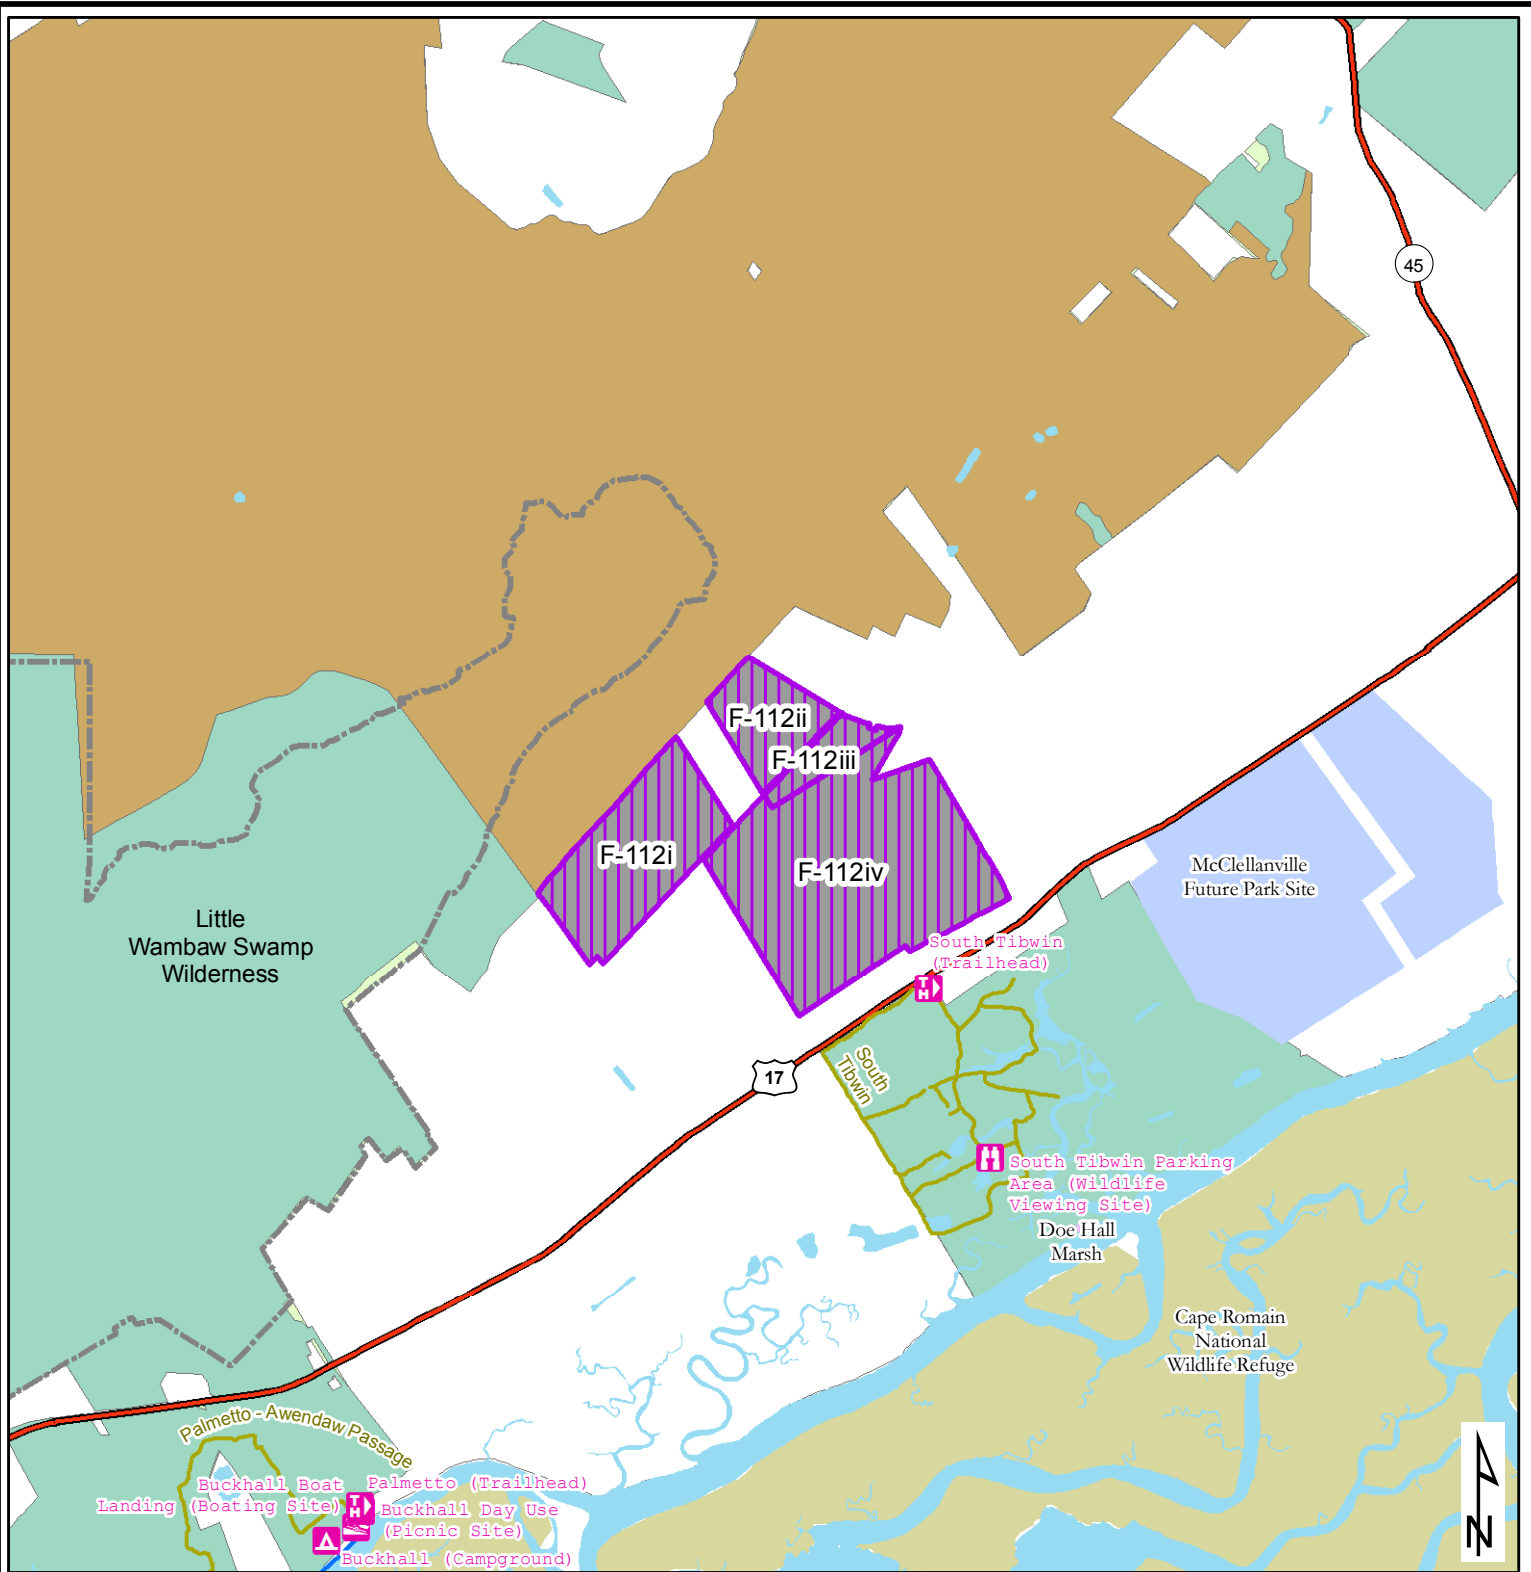 45
F-112ii
F-112iii
F-112i
F-112iv
McClellanville
Future Park Site
Little
Wambaw Swamp
Wilderness
South Tibwin
(Trailhead)
TH
South
Tibwin
17
South Tibwin Parking
Area (Wildlife
Viewing Site)
Doe Hall
Marsh
Cape Romain
National
Wildlife Refuge
Palmetto - Awendaw Passage
Buckhall Boat
Landing (Boating Site)
Palmetto (Trailhead)
TH
Buckhall Day Use
(Picnic Site)
Buckhall (Campground)
N